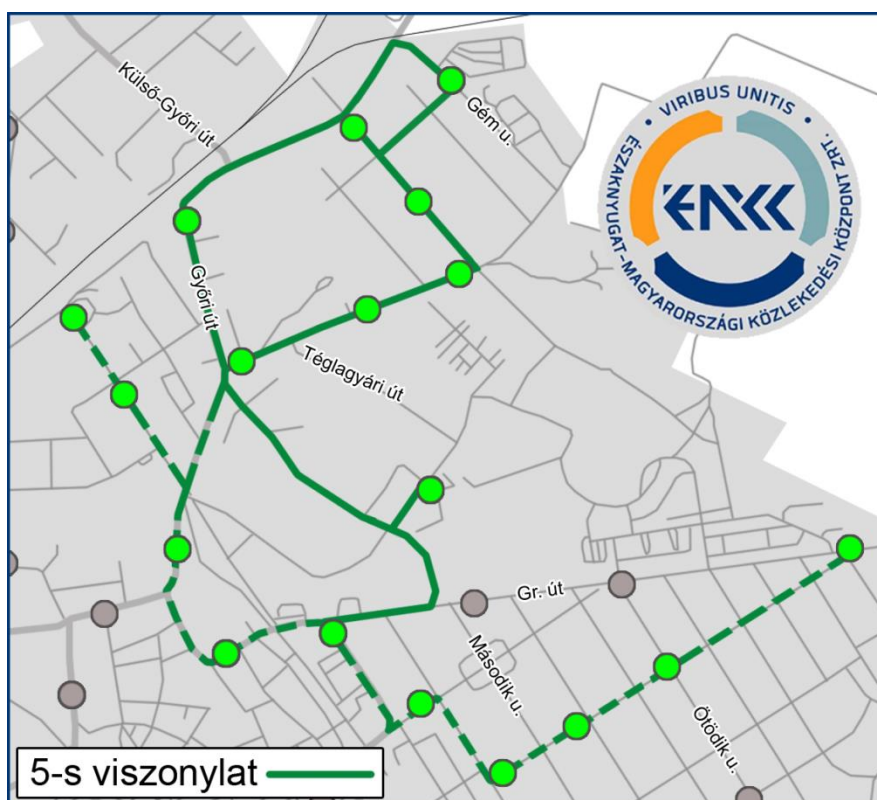 Külső-Győri út
Gém u.
• VIRIBUS UNITIS •
ÉSZAKNYUGAT-MAGYARORSZÁGI KÖZLEKEDÉSI KÖZPONT ZRT.
ÉNYKK
Győri út
Téglagyári út
Gr. út
Második u.
Ötödik u.
5-s viszonylat